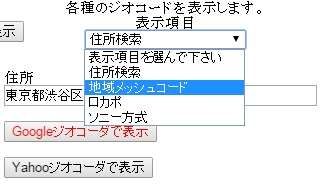 各種のジオコードを表示します。
表示項目
示
住所検索
表示項目を選んで下さい
住所検索
地域メッシュコード
ロカポ
ソニー方式
住所
東京都渋谷区
Googleジオコーダで表示
Yahooジオコーダで表示